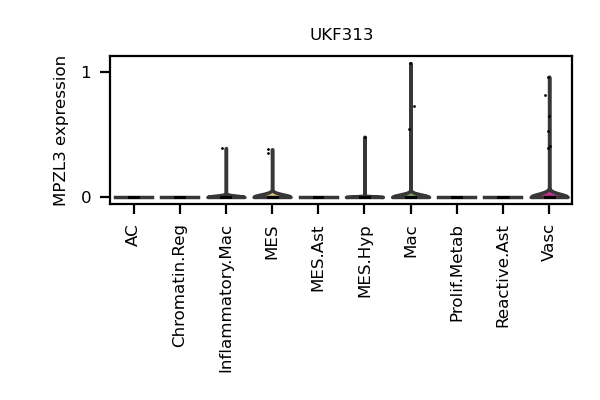 UKF313
MPZL3 expression
1
0
AC
Chromatin.Reg
Inflammatory.Mac
MES
MES.Ast
MES.Hyp
Mac
Prolif.Metab
Reactive.Ast
Vasc